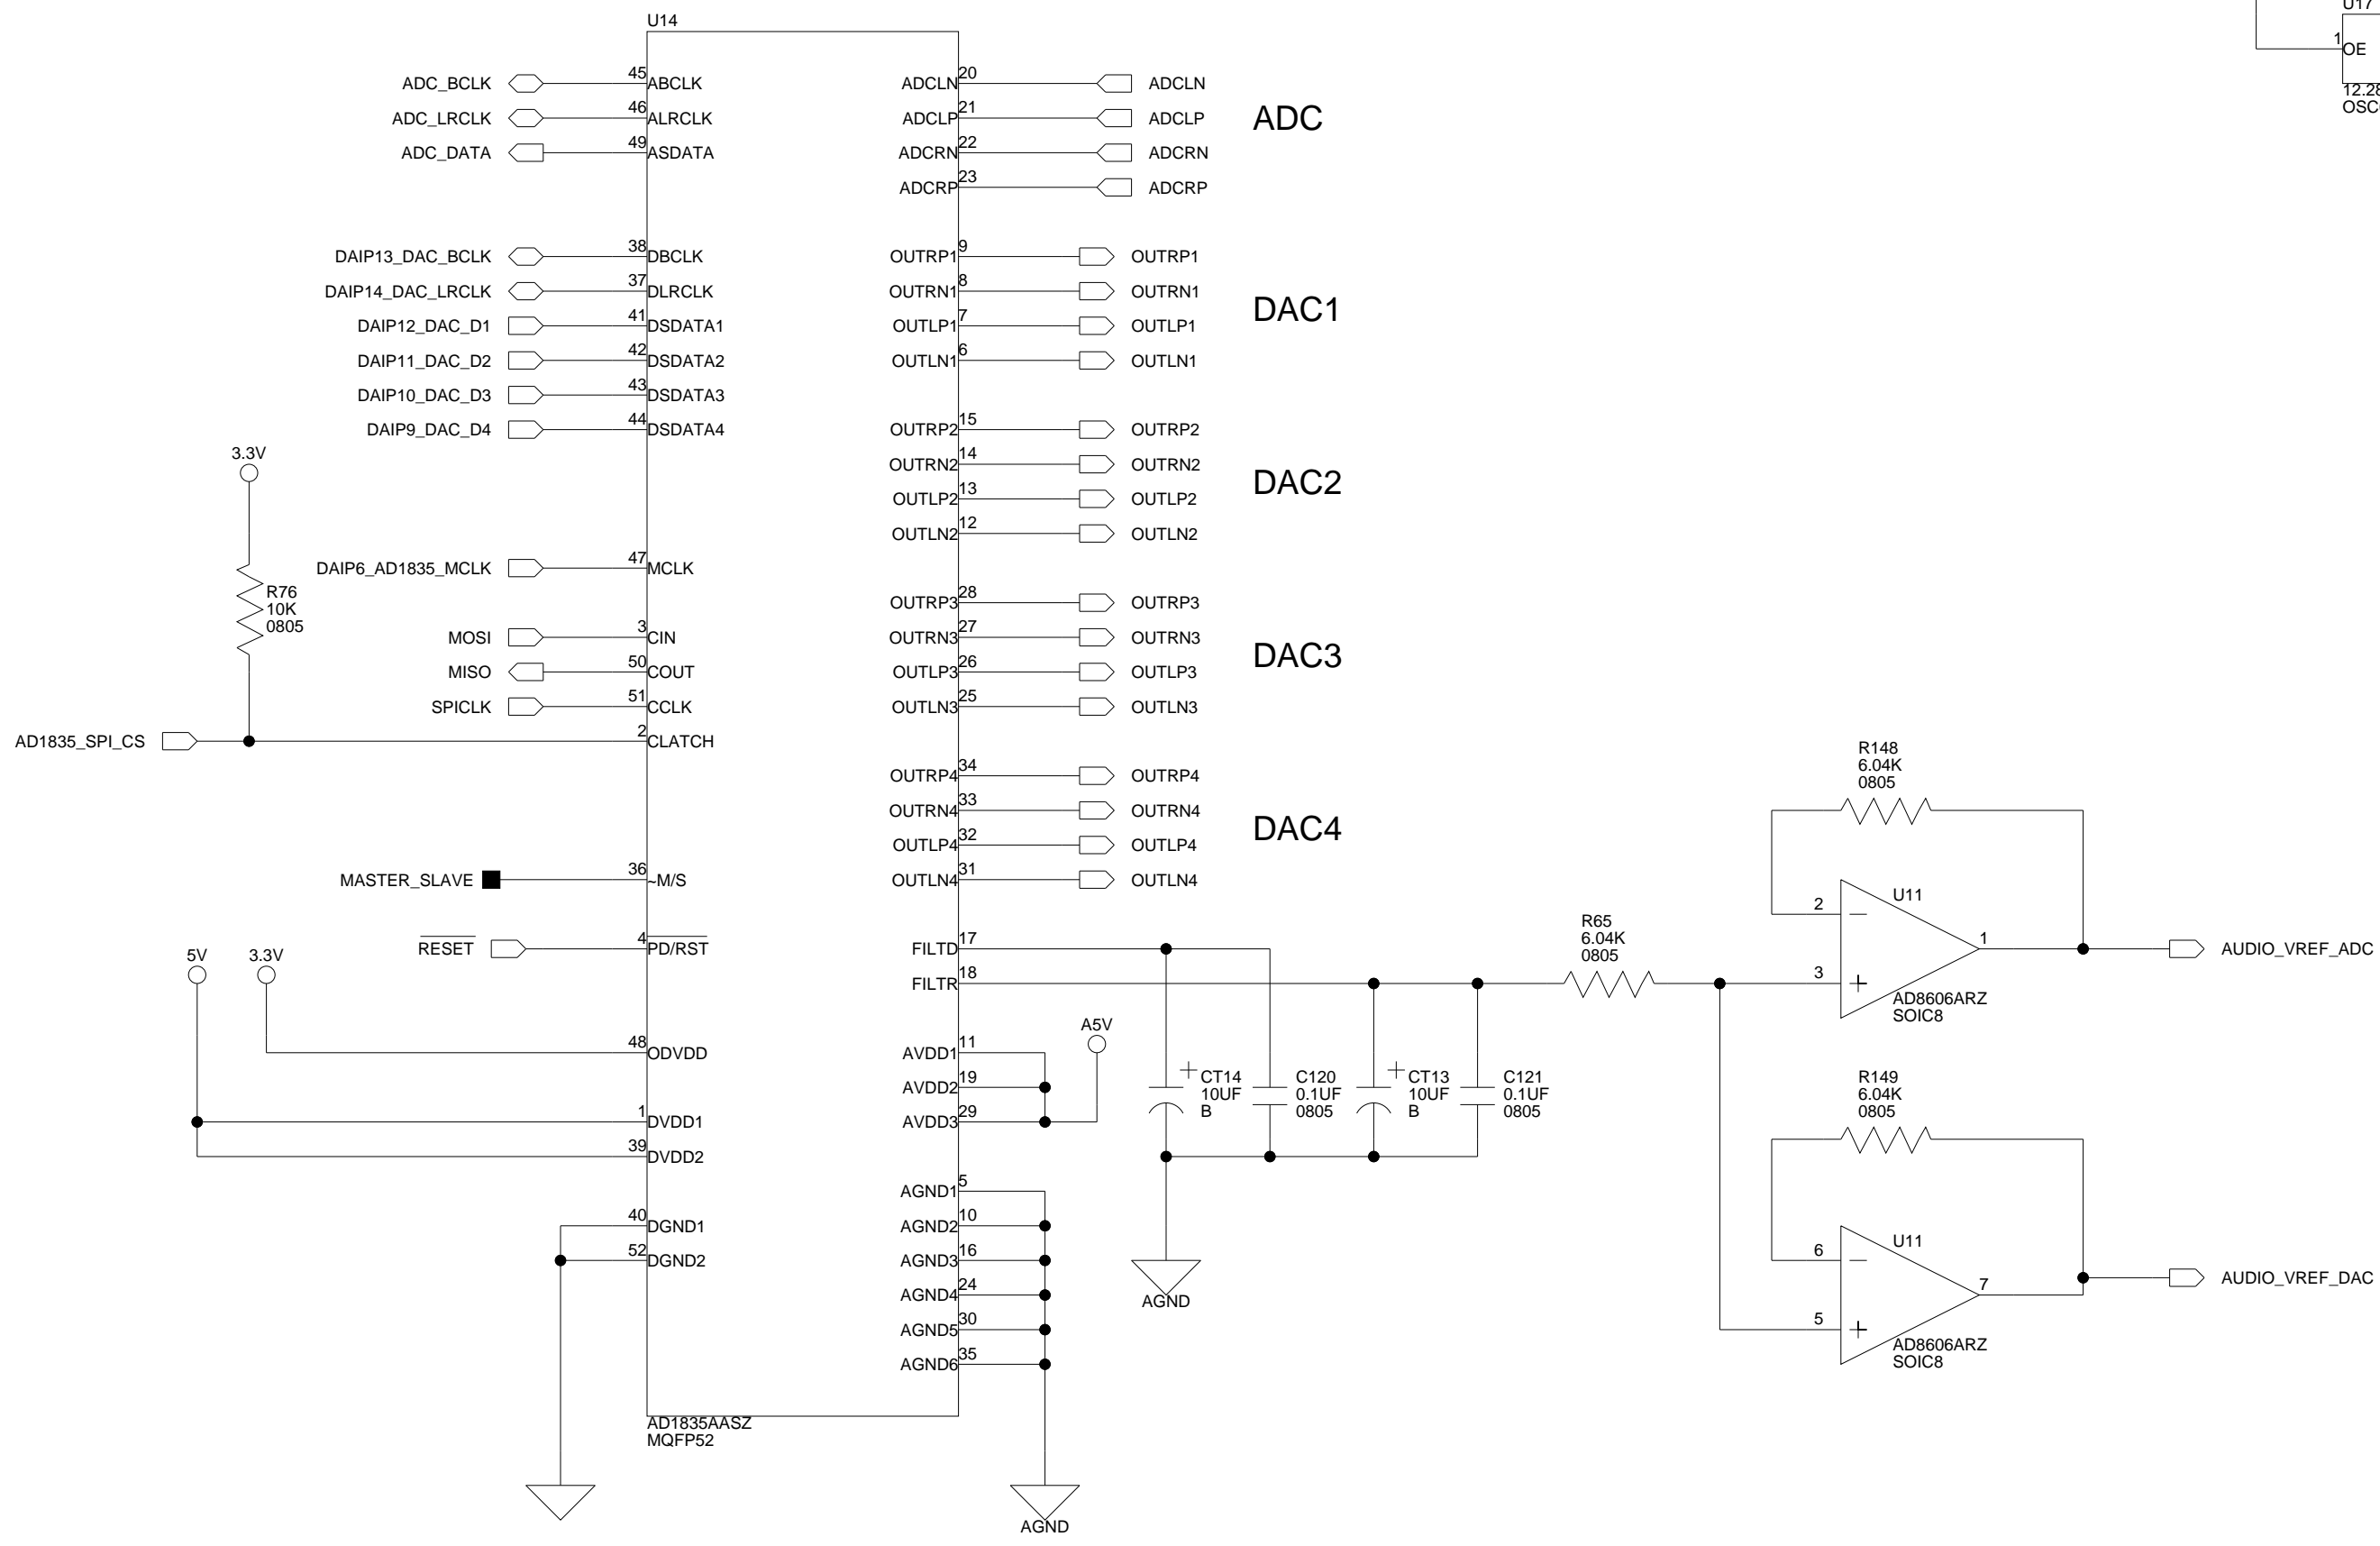 U14
U17
1
OE
12.28
OSC
ADC_BCLK 45 ABCLK
ADC_LRCLK 46 ALRCLK
ADC_DATA 49 ASDATA
ADCLN 20 ADCLN
ADCLP 21 ADCLP
ADCRN 22 ADCRN
ADCRP 23 ADCRP
ADC
DAIP13_DAC_BCLK 38 DBCLK
DAIP14_DAC_LRCLK 37 DLRCLK
DAIP12_DAC_D1 41 DSDATA1
DAIP11_DAC_D2 42 DSDATA2
DAIP10_DAC_D3 43 DSDATA3
DAIP9_DAC_D4 44 DSDATA4
OUTRP1 9 OUTRP1
OUTRN1 8 OUTRN1
OUTLP1 7 OUTLP1
OUTLN1 6 OUTLN1
DAC1
OUTRP2 15 OUTRP2
OUTRN2 14 OUTRN2
OUTLP2 13 OUTLP2
OUTLN2 12 OUTLN2
DAC2
3.3V
R76
10K
0805
DAIP6_AD1835_MCLK 47 MCLK
MOSI 3 CIN
MISO 50 COUT
SPICLK 51 CCLK
AD1835_SPI_CS 2 CLATCH
OUTRP3 28 OUTRP3
OUTRN3 27 OUTRN3
OUTLP3 26 OUTLP3
OUTLN3 25 OUTLN3
DAC3
OUTRP4 34 OUTRP4
OUTRN4 33 OUTRN4
OUTLP4 32 OUTLP4
OUTLN4 31 OUTLN4
DAC4
MASTER_SLAVE 36 ~M/S
RESET 4 PD/RST
5V 3.3V
48 ODVDD
1 DVDD1
39 DVDD2
40 DGND1
52 DGND2
FILTD 17
FILTR 18
AVDD1 11
AVDD2 19
AVDD3 29
A5V
AGND1 5
AGND2 10
AGND3 16
AGND4 24
AGND5 30
AGND6 35
AD1835AASZ
MQFP52
AGND
CT14
10UF
B
C120
0.1UF
0805
CT13
10UF
B
C121
0.1UF
0805
AGND
R65
6.04K
0805
R148
6.04K
0805
U11
2
3
1
AD8606ARZ
SOIC8
AUDIO_VREF_ADC
R149
6.04K
0805
U11
6
5
7
AD8606ARZ
SOIC8
AUDIO_VREF_DAC